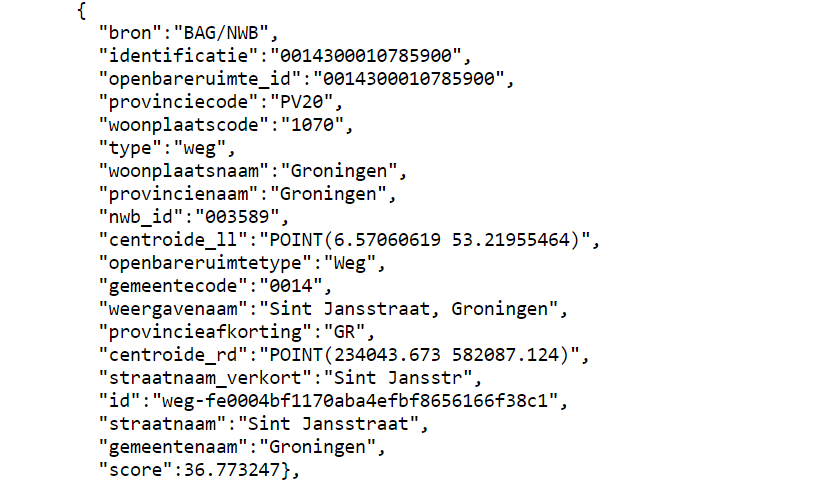 {
"bron":"BAG/NWB",
"identificatie":"0014300010785900",
"openbareruimte_id":"0014300010785900",
"provinciecode":"PV20",
"woonplaatscode":"1070",
"type":"weg",
"woonplaatsnaam":"Groningen",
"provincienaam":"Groningen",
"nwb_id":"003589",
"centroide_ll":"POINT(6.57060619 53.21955464)",
"openbareruimtetype":"Weg",
"gemeentecode":"0014",
"weergavenaam":"Sint Jansstraat, Groningen",
"provincieafkorting":"GR",
"centroide_rd":"POINT(234043.673 582087.124)",
"straatnaam_verkort":"Sint Jansstr",
"id":"weg-fe0004bf1170aba4efbf8656166f38c1",
"straatnaam":"Sint Jansstraat",
"gemeentenaam":"Groningen",
"score":36.773247},